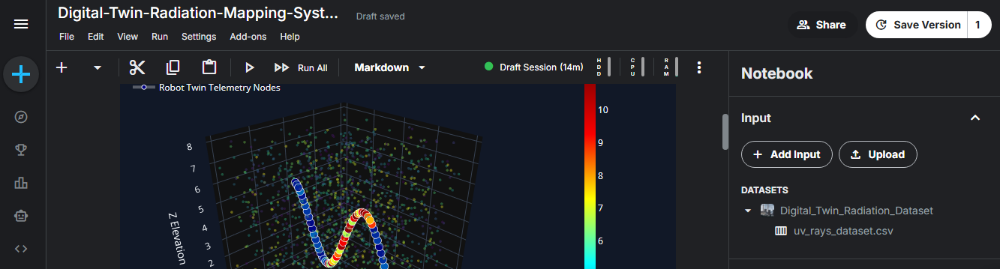 Digital-Twin-Radiation-Mapping-Syst...
Draft saved
File Edit View Run Settings Add-ons Help
Share
Save Version 1
Run All
Markdown
Draft Session (14m)
HDD
CPU
RAM
Robot Twin Telemetry Nodes
10
9
8
7
6
8
7
6
5
4
3
2
Z Elevation
Notebook
Input
Add Input
Upload
DATASETS
Digital_Twin_Radiation_Dataset
uv_rays_dataset.csv